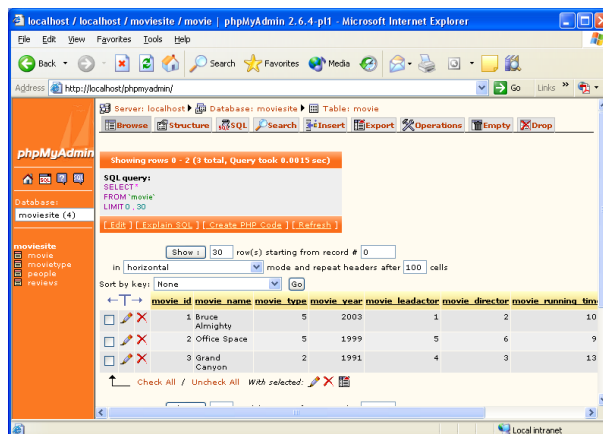 localhost / localhost / moviesite / movie | phpMyAdmin 2.6.4-pl1 - Microsoft Internet Explorer
File Edit View Favorites Tools Help
Back Search Favorites Media
Address http://localhost/phpmyadmin/ Go Links »
Server: localhost Database: moviesite Table: movie
Browse Structure SQL Search Insert Export Operations Empty Drop
phpMyAdmin
Database:
moviesite (4)
moviesite
movie
movietype
people
reviews
Showing rows 0 - 2 (3 total, Query took 0.0015 sec)
SQL query:
SELECT *
FROM `movie`
LIMIT 0 , 30
[ Edit ] [ Explain SQL ] [ Create PHP Code ] [ Refresh ]
Show : 30 row(s) starting from record # 0
in horizontal mode and repeat headers after 100 cells
Sort by key: None Go
←T→ movie_id movie_name movie_type movie_year movie_leadactor movie_director movie_running_tim
1 Bruce Almighty 5 2003 1 2 10
2 Office Space 5 1999 5 6 9
3 Grand Canyon 2 1991 4 3 13
Check All / Uncheck All With selected:
Local intranet